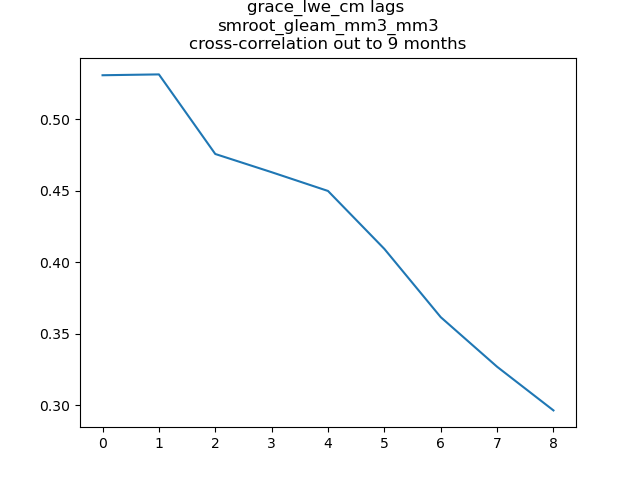 grace_lwe_cm lags
smroot_gleam_mm3_mm3
cross-correlation out to 9 months
0.50
0.45
0.40
0.35
0.30
0 1 2 3 4 5 6 7 8